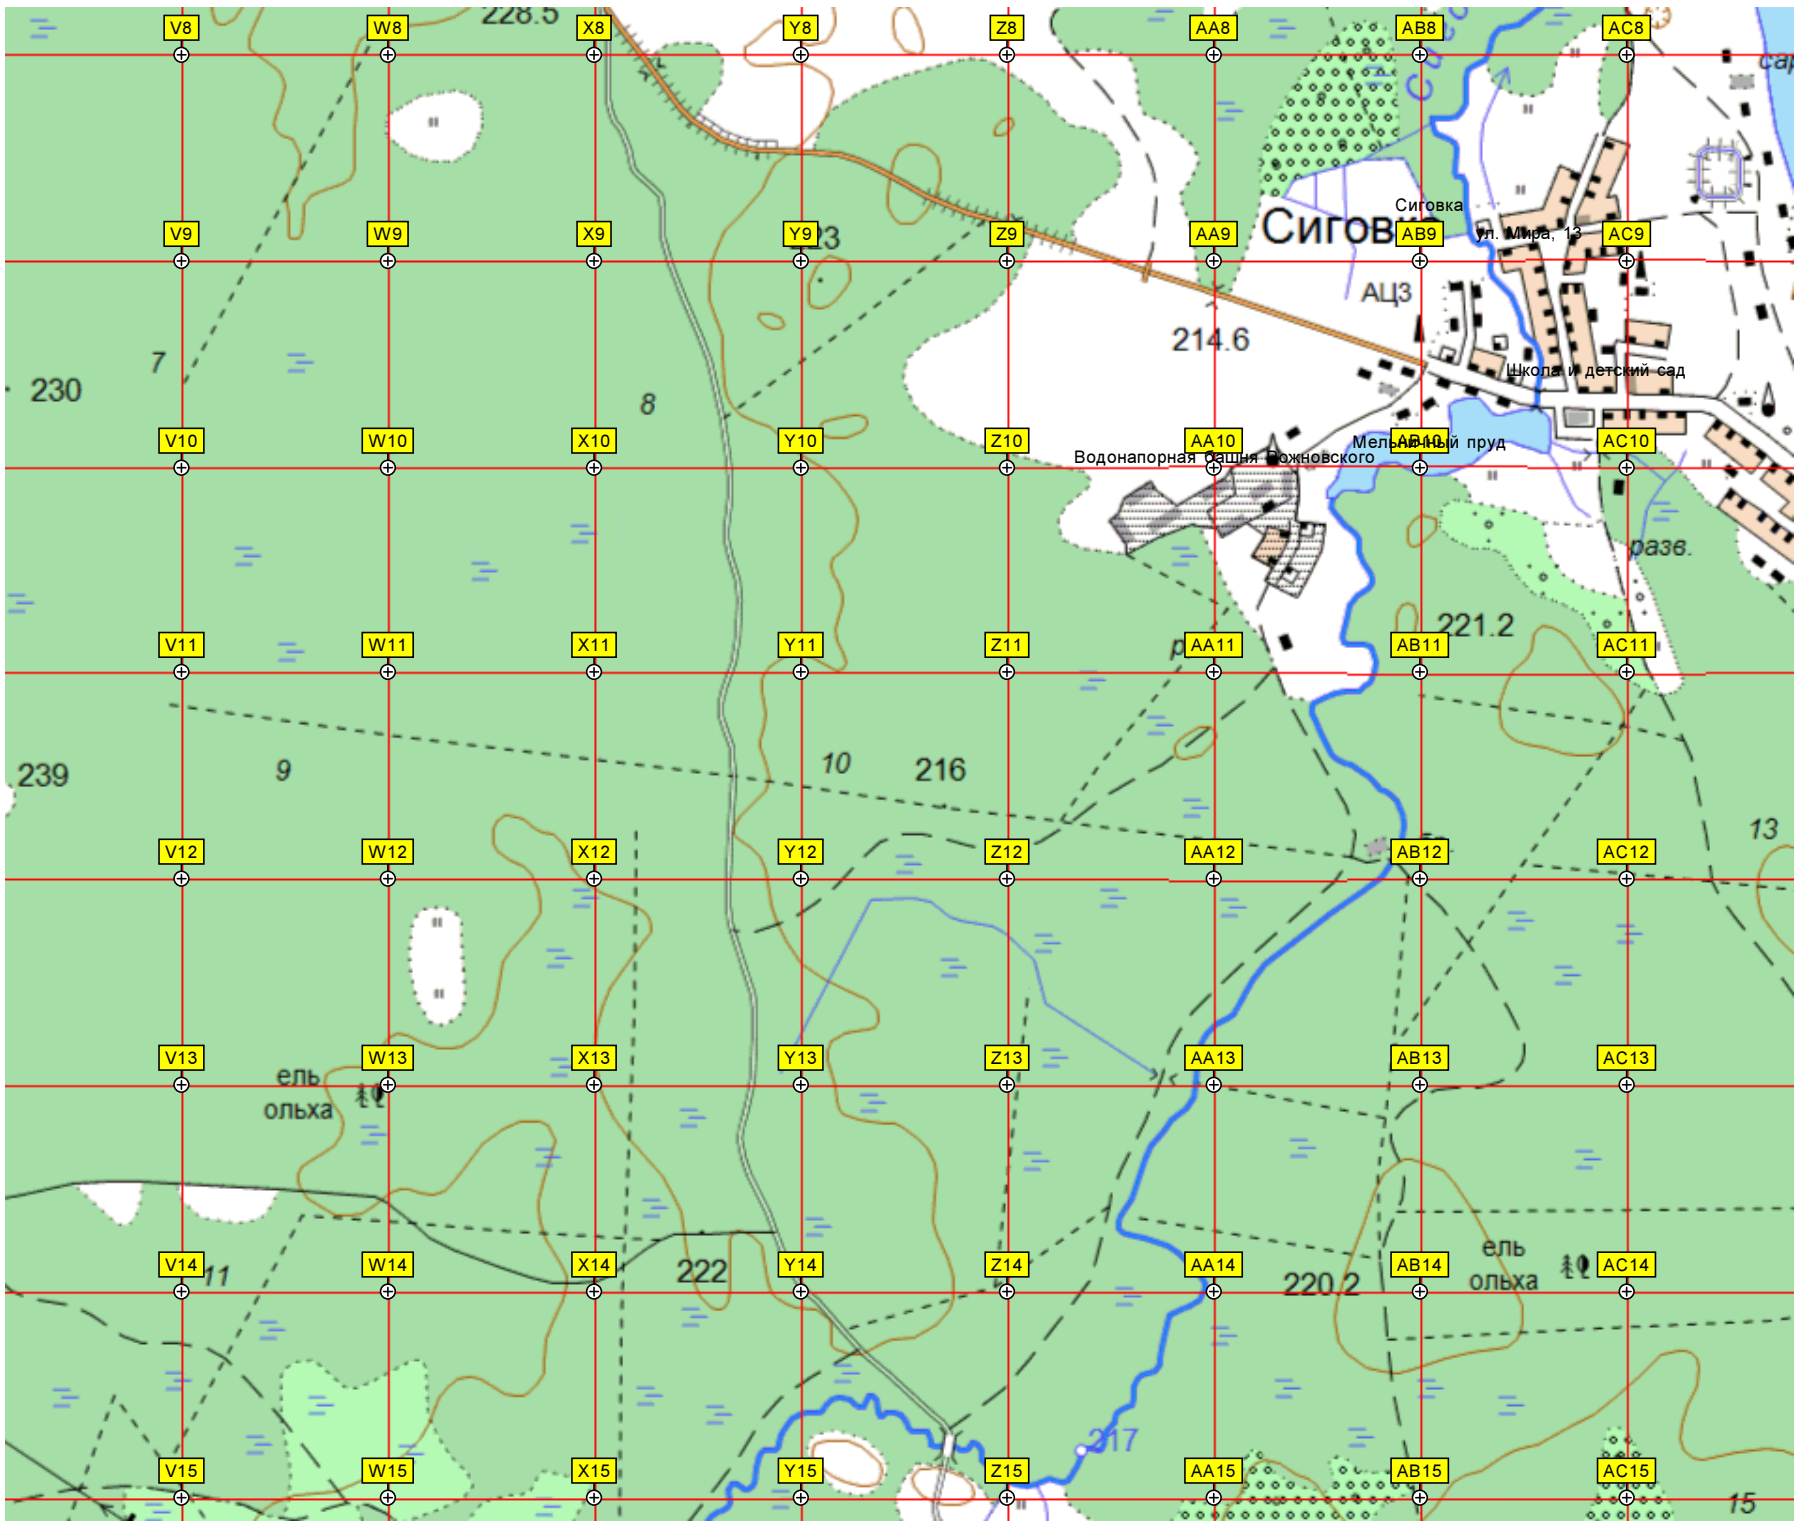 228.5
V8 W8 X8 Y8 Z8 AA8 AB8 AC8
Сиговка
Сиговка
ул. Мира, 13
V9 W9 X9 Y9 Z9 AA9 AB9 AC9
АЦЗ
214.6
7
230
8
Школа и детский сад
V10 W10 X10 Y10 Z10 AA10 AB10 AC10
Мельничный пруд
Водонапорная башня Рожновского
разв.
221.2
V11 W11 X11 Y11 Z11 AA11 AB11 AC11
239
9
10
216
13
V12 W12 X12 Y12 Z12 AA12 AB12 AC12
V13 W13 X13 Y13 Z13 AA13 AB13 AC13
ель
ольха
ель
ольха
V14 W14 X14 Y14 Z14 AA14 AB14 AC14
11
222
220.2
217
V15 W15 X15 Y15 Z15 AA15 AB15 AC15
15